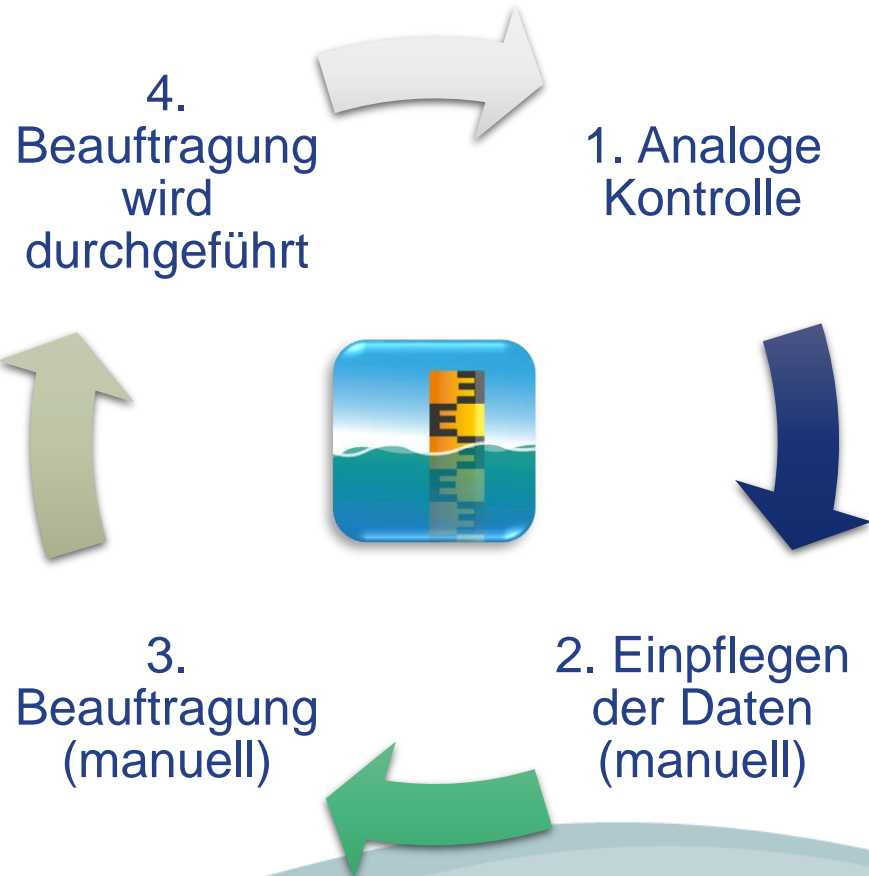 1. Analoge
Kontrolle
2. Einpflegen
der Daten
(manuell)
3.
Beauftragung
(manuell)
4.
Beauftragung
wird
durchgeführt